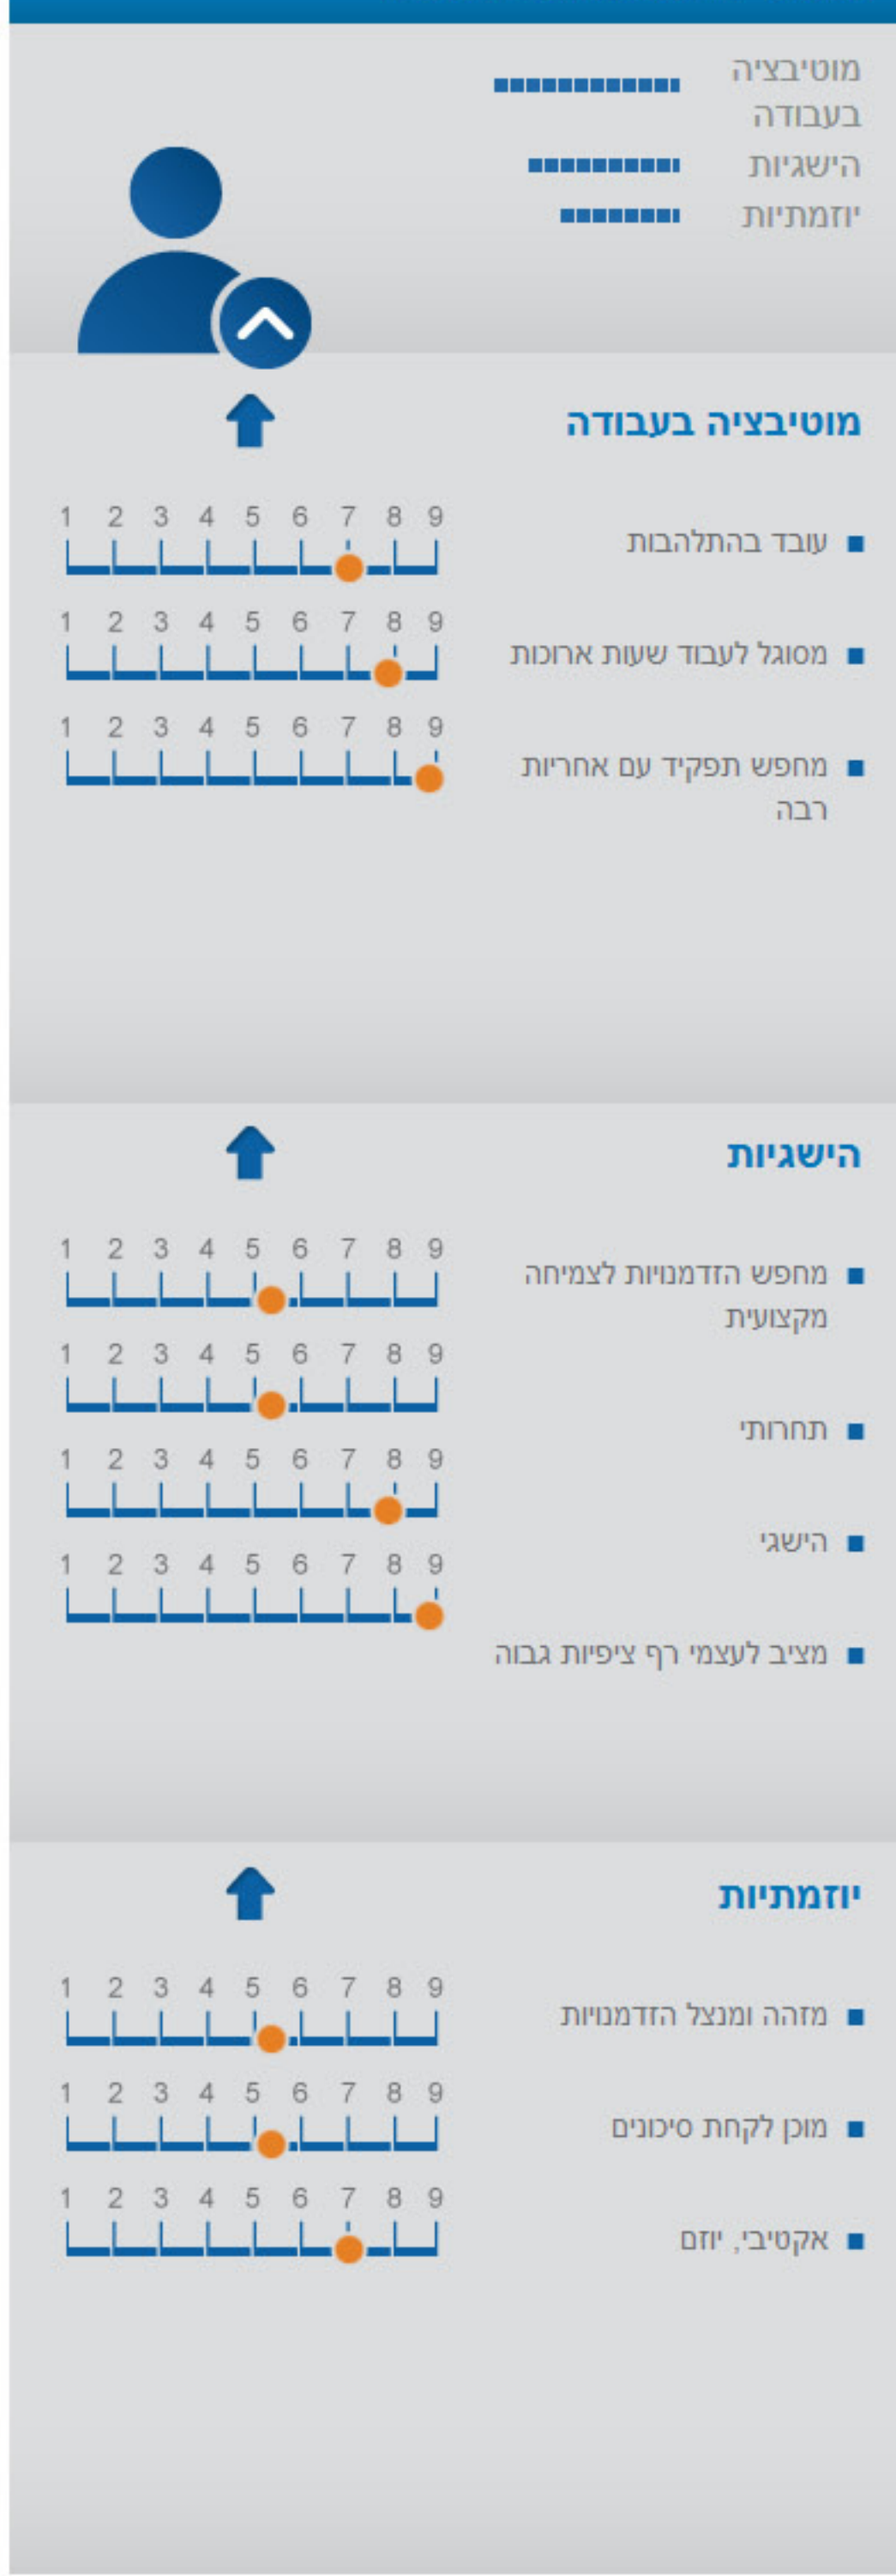 מוטיבציה
בעבודה
הישגיות
יוזמתיות
מוטיבציה בעבודה
עובד בהתלהבות
1 2 3 4 5 6 7 8 9
מסוגל לעבוד שעות ארוכות
1 2 3 4 5 6 7 8 9
מחפש תפקיד עם אחריות
רבה
1 2 3 4 5 6 7 8 9
הישגיות
מחפש הזדמנויות לצמיחה
מקצועית
1 2 3 4 5 6 7 8 9
תחרותי
1 2 3 4 5 6 7 8 9
הישגי
1 2 3 4 5 6 7 8 9
מציב לעצמי רף ציפיות גבוה
1 2 3 4 5 6 7 8 9
יוזמתיות
מזהה ומנצל הזדמנויות
1 2 3 4 5 6 7 8 9
מוכן לקחת סיכונים
1 2 3 4 5 6 7 8 9
אקטיבי, יוזם
1 2 3 4 5 6 7 8 9